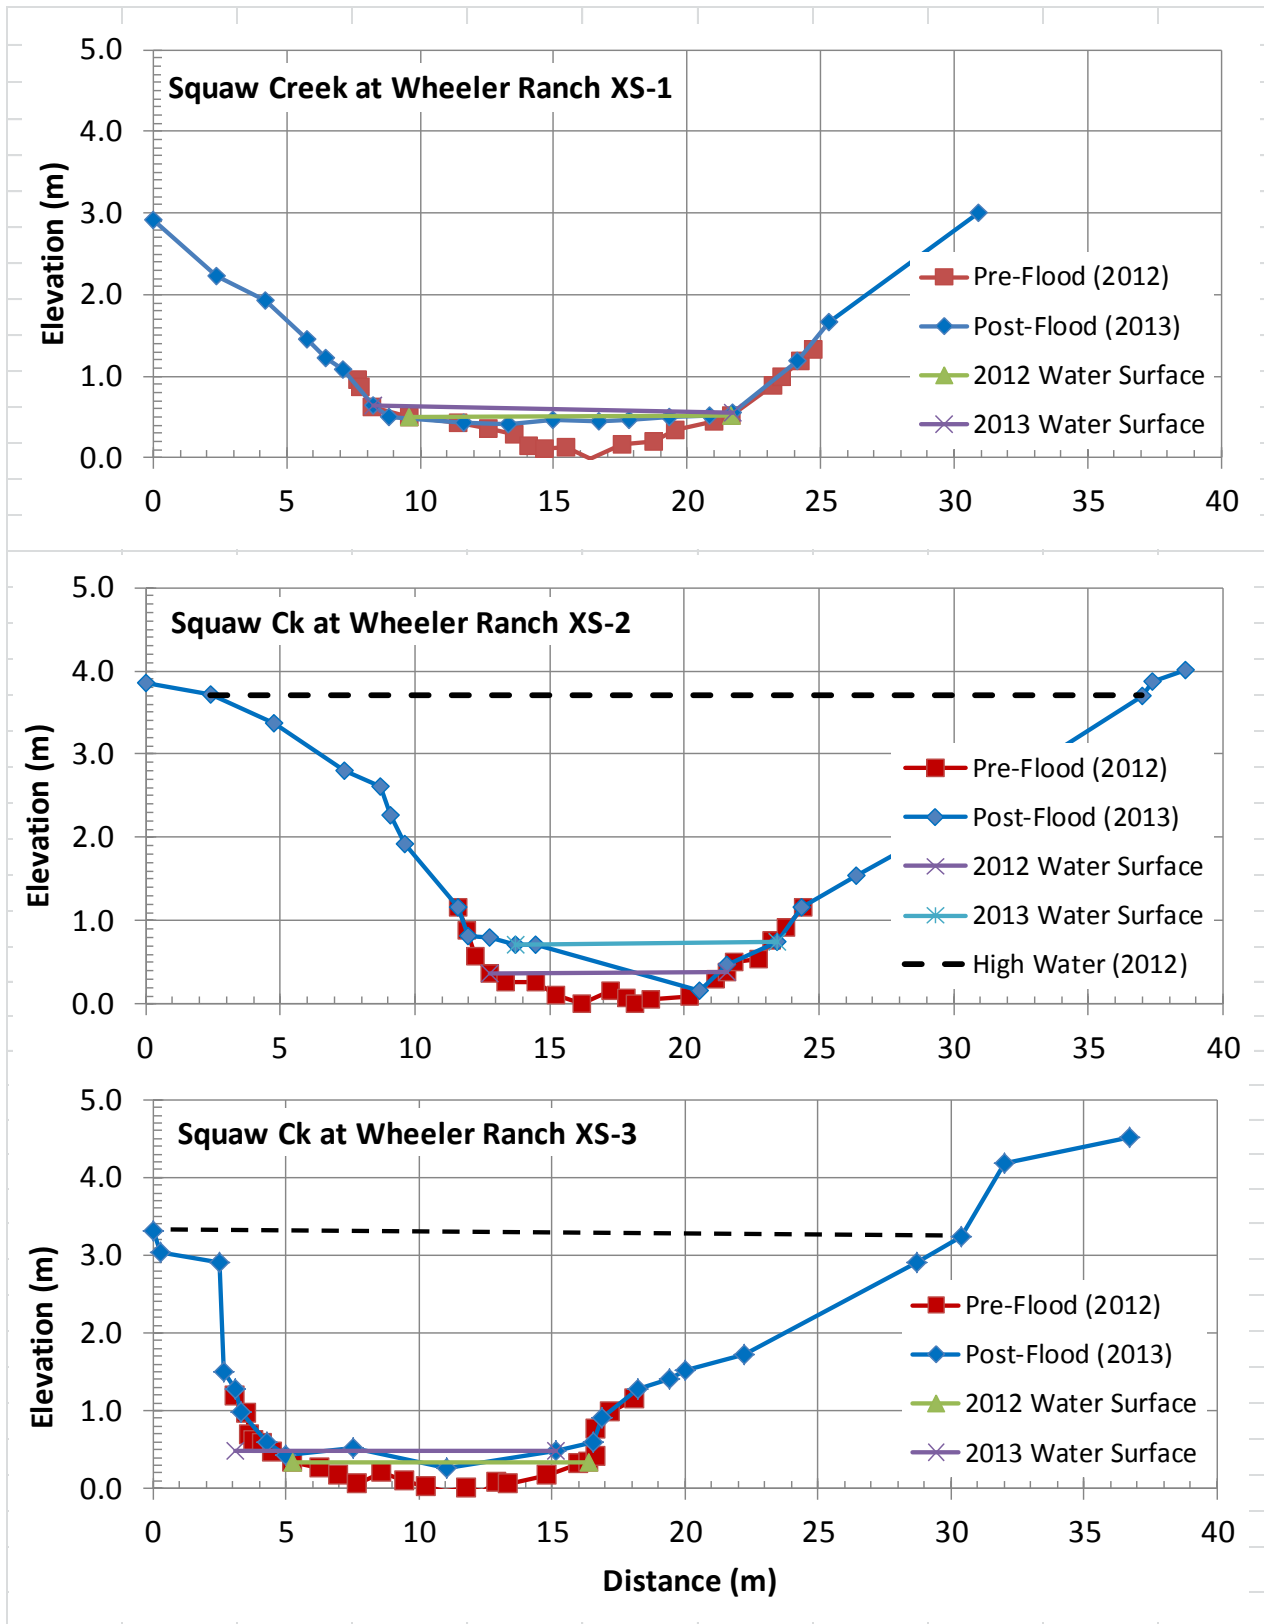 Squaw Creek at Wheeler Ranch XS-1
Elevation (m)
5.0
4.0
3.0
2.0
1.0
0.0
0 5 10 15 20 25 30 35 40
Pre-Flood (2012)
Post-Flood (2013)
2012 Water Surface
2013 Water Surface
Squaw Ck at Wheeler Ranch XS-2
Elevation (m)
5.0
4.0
3.0
2.0
1.0
0.0
0 5 10 15 20 25 30 35 40
Pre-Flood (2012)
Post-Flood (2013)
2012 Water Surface
2013 Water Surface
High Water (2012)
Squaw Ck at Wheeler Ranch XS-3
Elevation (m)
5.0
4.0
3.0
2.0
1.0
0.0
0 5 10 15 20 25 30 35 40
Pre-Flood (2012)
Post-Flood (2013)
2012 Water Surface
2013 Water Surface
Distance (m)